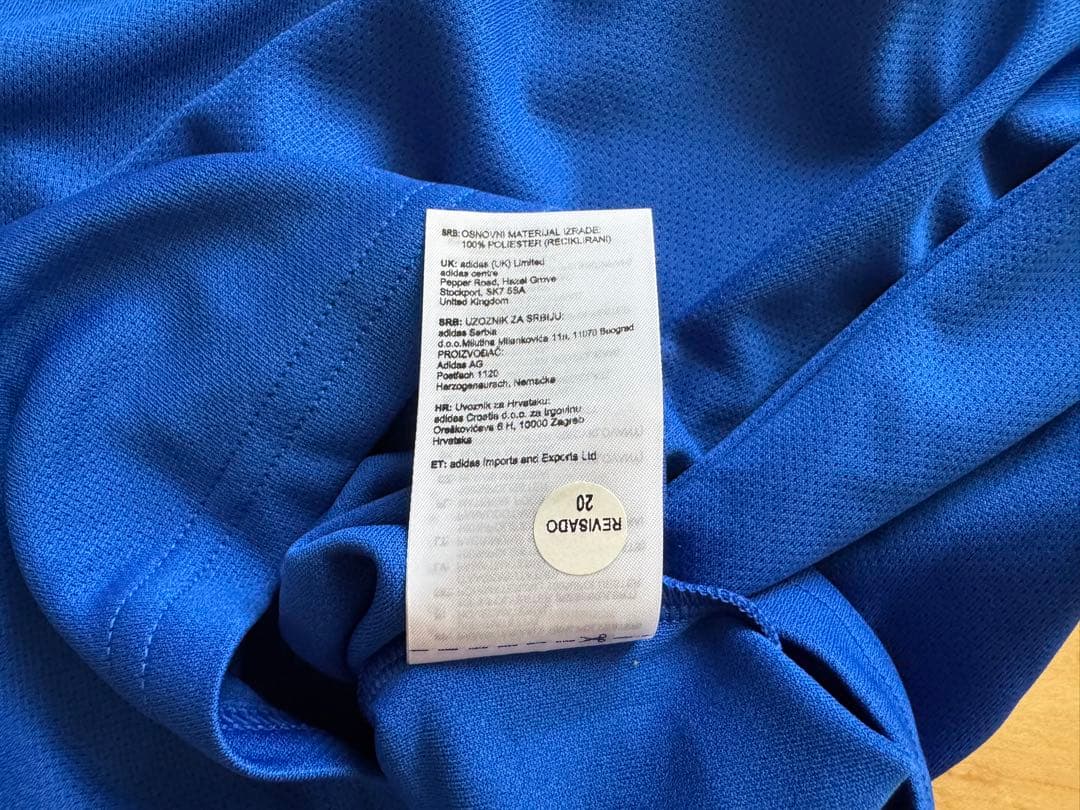 SRB: OSNOVNI MATERIJAL IZRADE:
100% POLIESTER (RECIKLIRANI)
UK: adidas (UK) Limited
adidas centre
Pepper Road, Hazel Grove
Stockport, SK7 5SA
United Kingdom
SRB: UZOZNIK ZA SRBIJU:
adidas Serbia
d.o.o.Milutina Milankovića 11n, 11070 Beograd
PROIZVOĐAČ:
Adidas AG
Postfach 1120
Herzogenaurach, Nemačka
HR: Uvoznik za Hrvatsku:
adidas Croatia d.o.o. za trgovinu
Oreškovićeva 6 H, 10000 Zagreb
Hrvatska
ET: adidas Imports and Exports Ltd
REVISADO
20